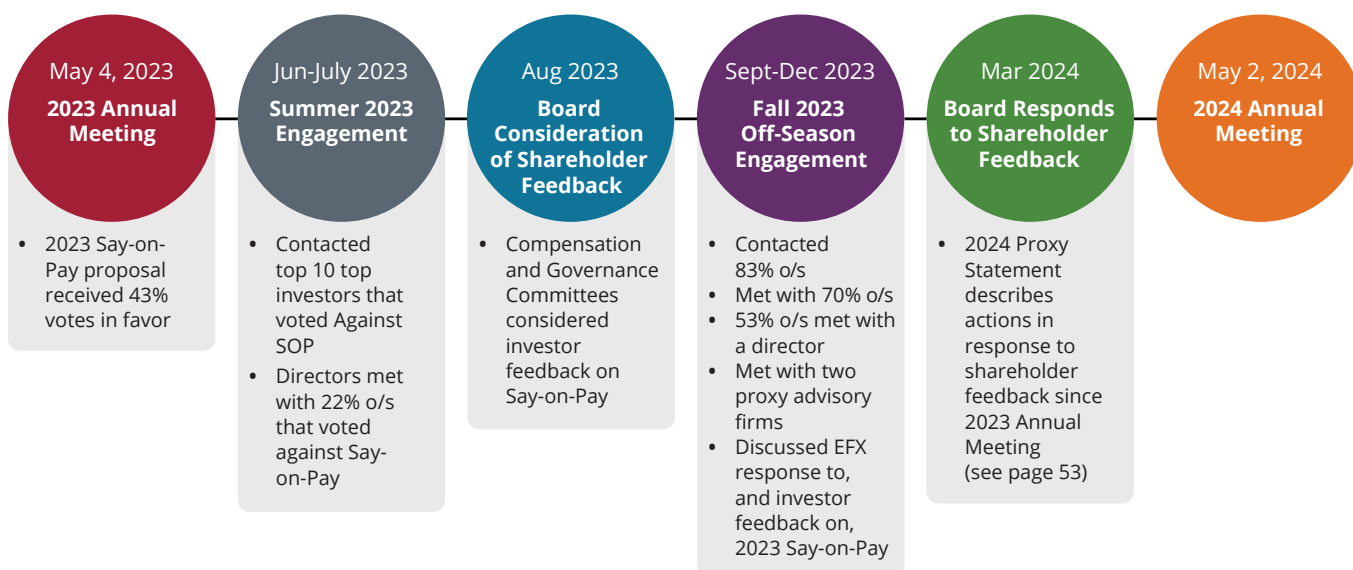 May 4, 2023
2023 Annual
Meeting
• 2023 Say-on-
Pay proposal
received 43%
votes in favor
Jun-July 2023
Summer 2023
Engagement
• Contacted
top 10 top
investors that
voted Against
SOP
• Directors met
with 22% o/s
that voted
against Say-
on-Pay
Aug 2023
Board
Consideration
of Shareholder
Feedback
• Compensation
and Governance
Committees
considered
investor
feedback on
Say-on-Pay
Sept-Dec 2023
Fall 2023
Off-Season
Engagement
• Contacted
83% o/s
• Met with 70% o/s
• 53% o/s met with
a director
• Met with two
proxy advisory
firms
• Discussed EFX
response to,
and investor
feedback on,
2023 Say-on-Pay
Mar 2024
Board Responds
to Shareholder
Feedback
• 2024 Proxy
Statement
describes
actions in
response to
shareholder
feedback since
2023 Annual
Meeting
(see page 53)
May 2, 2024
2024 Annual
Meeting